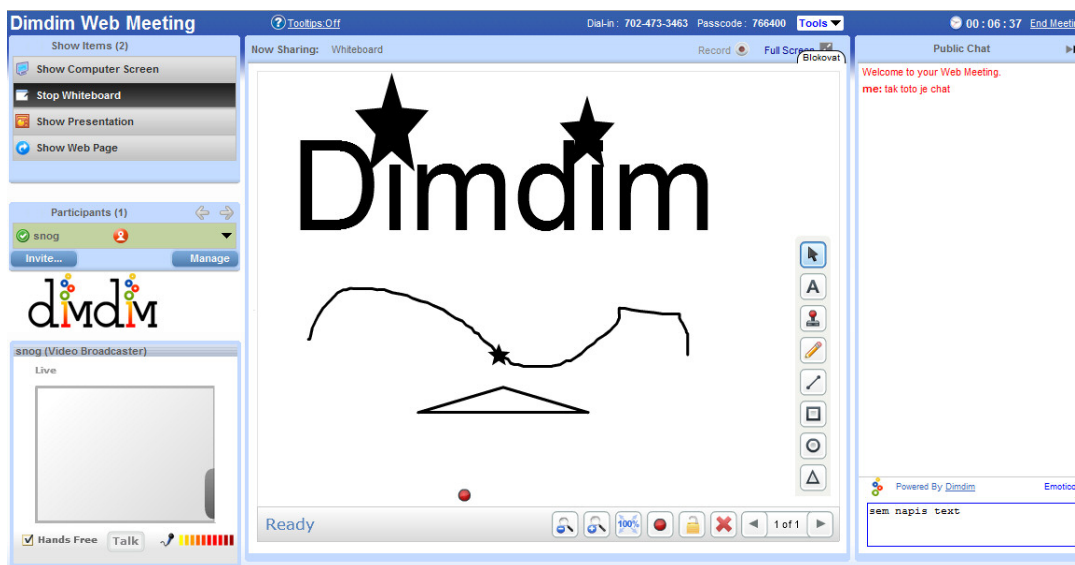 Dimdim Web Meeting
Tooltips:Off
Dial-in : 702-473-3463 Passcode : 766400 Tools
00 : 06 : 37 End Meetin
Show Items (2)
Show Computer Screen
Stop Whiteboard
Show Presentation
Show Web Page
Participants (1)
snog
Invite... Manage
dimdim
snog (Video Broadcaster)
Live
Hands Free Talk
Now Sharing: Whiteboard
Record Full Screen
Blokovat
Dimdim
A
Ready
100%
1 of 1
Public Chat
Welcome to your Web Meeting.
me: tak toto je chat
Powered By Dimdim Emotico
sem napis text